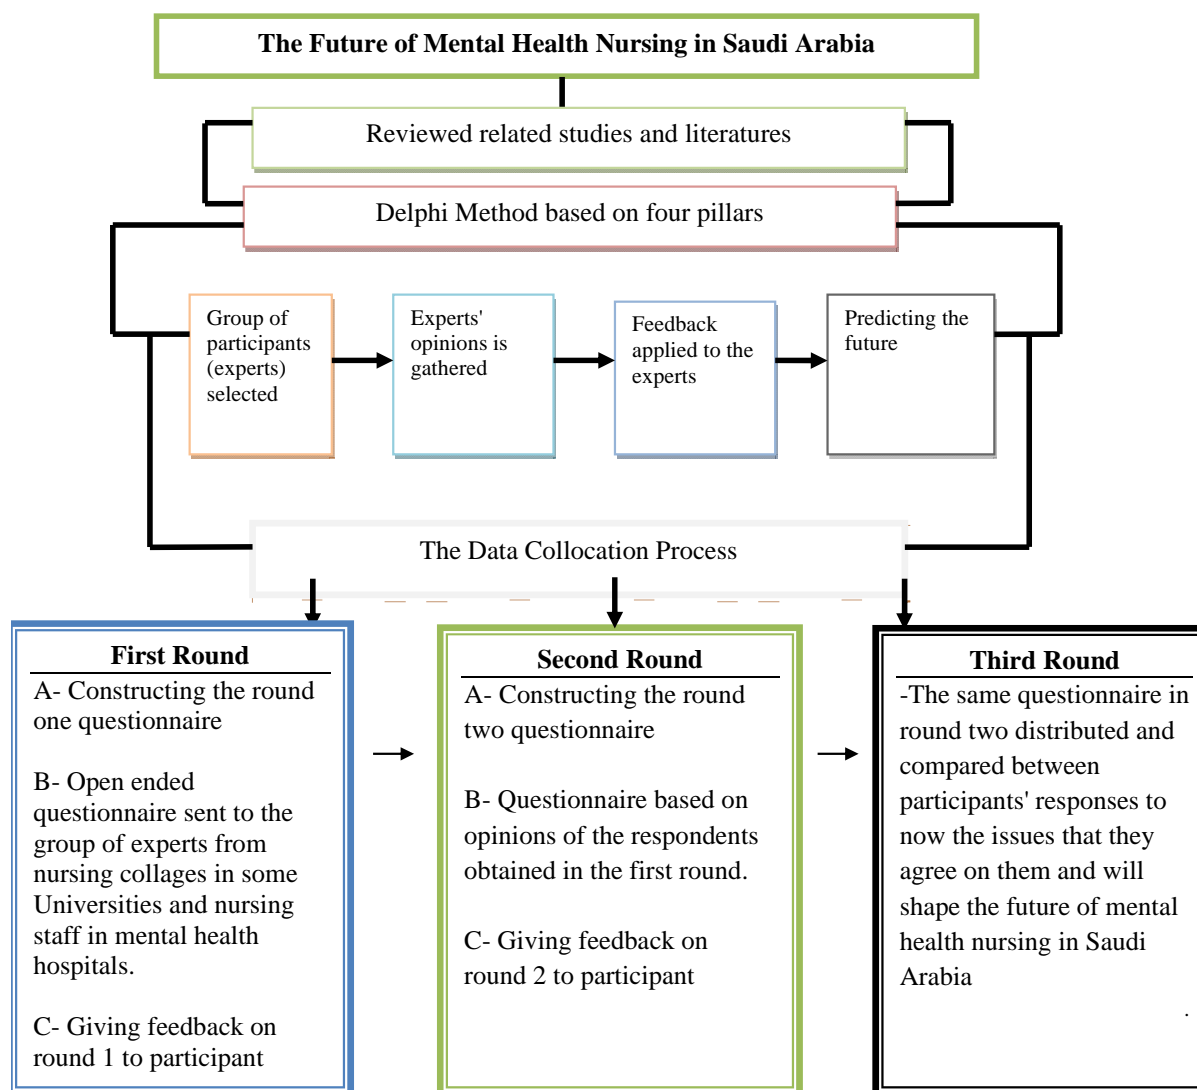 The Future of Mental Health Nursing in Saudi Arabia
Reviewed related studies and literatures
Delphi Method based on four pillars
Group of
participants
(experts)
selected
Experts'
opinions is
gathered
Feedback
applied to the
experts
Predicting the
future
The Data Collocation Process
First Round
A- Constructing the round
one questionnaire
B- Open ended
questionnaire sent to the
group of experts from
nursing collages in some
Universities and nursing
staff in mental health
hospitals.
C- Giving feedback on
round 1 to participant
Second Round
A- Constructing the round
two questionnaire
B- Questionnaire based on
opinions of the respondents
obtained in the first round.
C- Giving feedback on
round 2 to participant
Third Round
-The same questionnaire in
round two distributed and
compared between
participants' responses to
now the issues that they
agree on them and will
shape the future of mental
health nursing in Saudi
Arabia
.